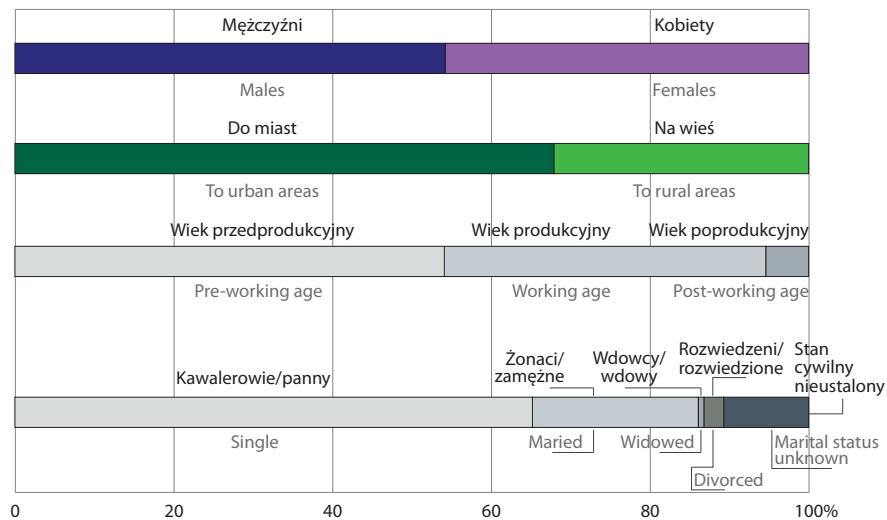 Mężczyźni Kobiety
Males Females
Do miast Na wieś
To urban areas To rural areas
Wiek przedprodukcyjny Wiek produkcyjny Wiek poprodukcyjny
Pre-working age Working age Post-working age
Kawalerowie/panny
Żonaci/
zamężne
Wdowcy/
wdowy
Rozwiedzeni/
rozwiedzione
Stan
cywilny
nieustalony
Single Maried Widowed
Divorced
Marital status
unknown
0 20 40 60 80 100%